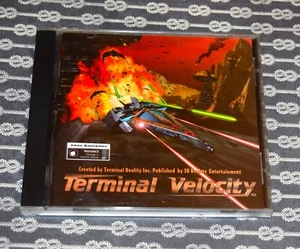 Created by Terminal Reality Inc. Published by 3D Realms Entertainment
Terminal Velocity